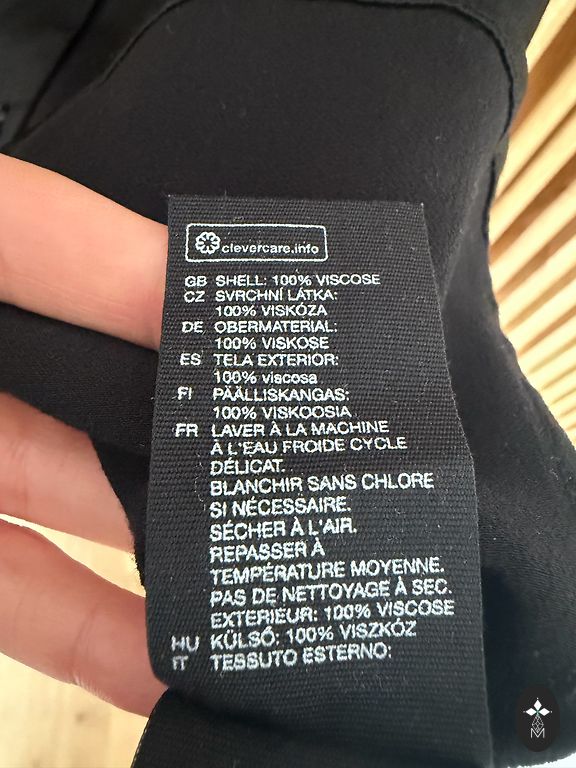 clevercare.info
GB SHELL: 100% VISCOSE
CZ SVRCHNÍ LÁTKA:
100% VISKÓZA
DE OBERMATERIAL:
100% VISKOSE
ES TELA EXTERIOR:
100% viscosa
FI PÄÄLLISKANGAS:
100% VISKOOSIA
FR LAVER À LA MACHINE
À L'EAU FROIDE CYCLE
DÉLICAT.
BLANCHIR SANS CHLORE
SI NÉCESSAIRE.
SÉCHER À L'AIR.
REPASSER À
TEMPÉRATURE MOYENNE.
PAS DE NETTOYAGE À SEC.
EXTERIEUR: 100% VISCOSE
HU KÜLSŐ: 100% VISZKÓZ
IT TESSUTO ESTERNO:
M